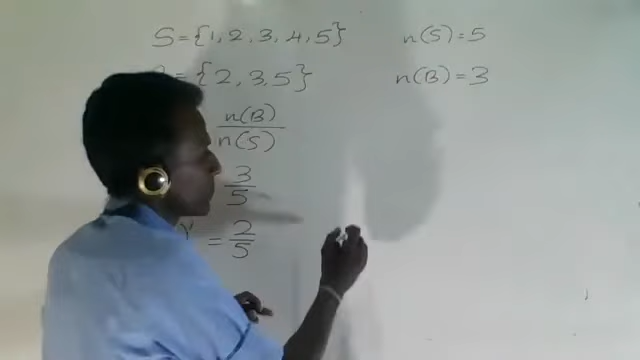 S = {1, 2, 3, 4, 5} n(S) = 5
= {2, 3, 5} n(B) = 3
n(B)
n(S)
3
5
= 2
5